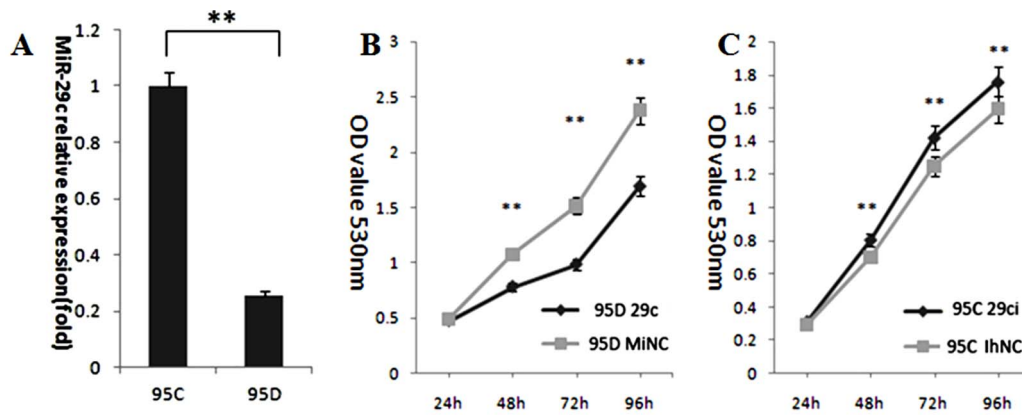 A
**
MiR-29crelative expression(fold)
1.2
1
0.8
0.6
0.4
0.2
0
95C 95D
B
OD value 530nm
3
2.5
2
1.5
1
0.5
0
**
**
**
95D 29c
95D MiNC
24h 48h 72h 96h
C
OD value 530nm
2
1.8
1.6
1.4
1.2
1
0.8
0.6
0.4
0.2
0
**
**
**
95C 29ci
95C IhNC
24h 48h 72h 96h